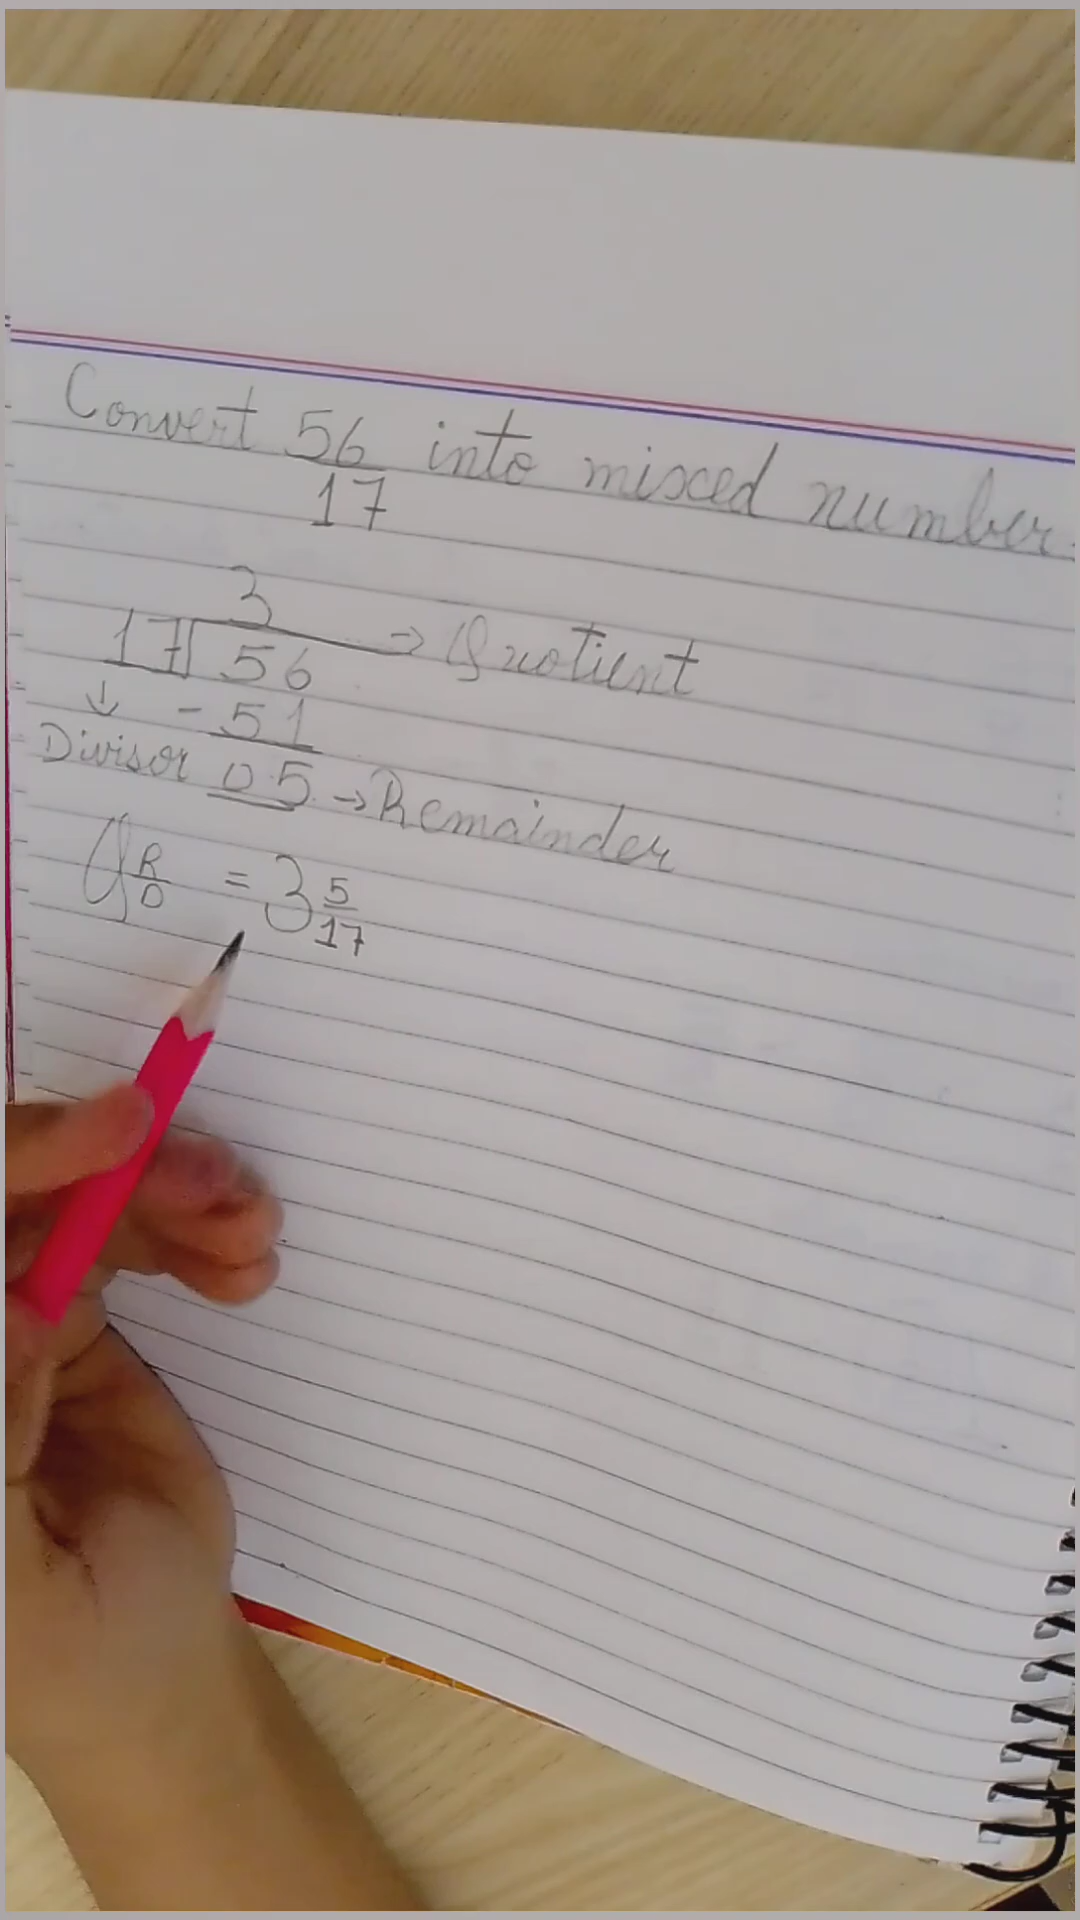 Convert 56 into mixed number.
17
3
17 56 → Quotient
↓ - 51
Divisor 05 → Remainder
Q R/D = 3 5/17